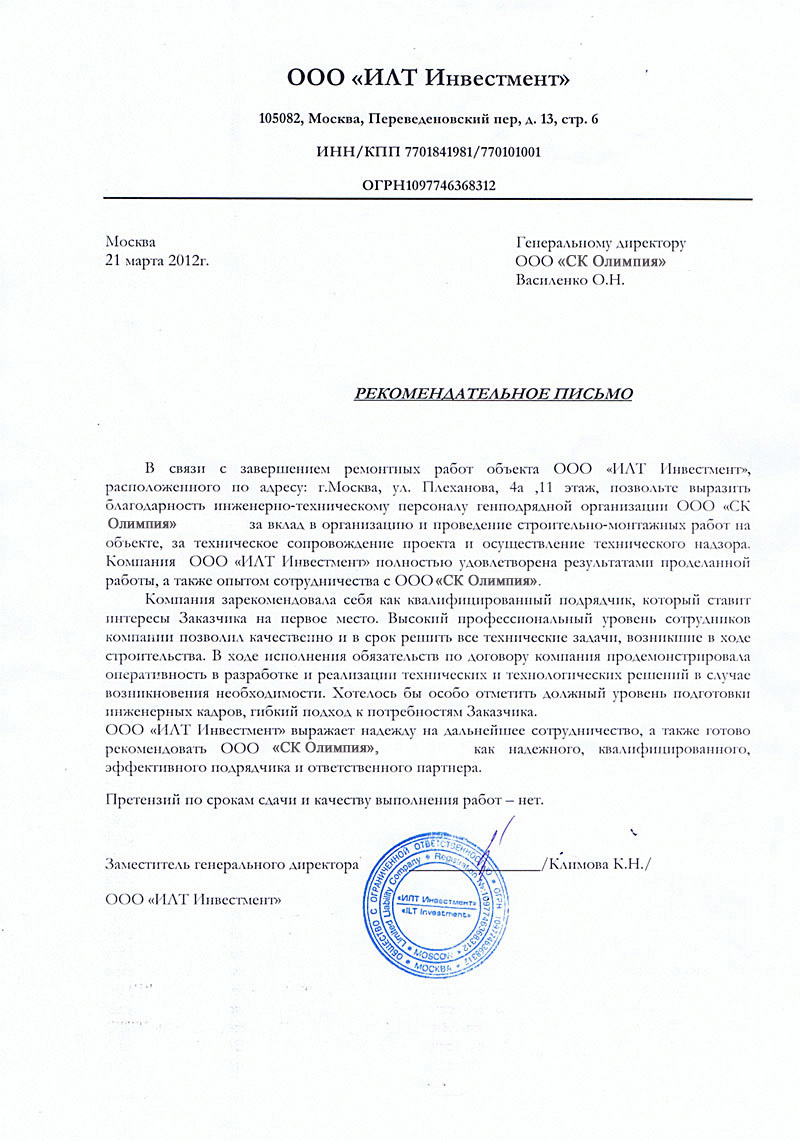 ООО «ИЛТ Инвестмент»
105082, Москва, Переведеновский пер, д. 13, стр. 6
ИНН/КПП 7701841981/770101001
ОГРН1097746368312
Москва
21 марта 2012г.
Генеральному директору
ООО «СК Олимпия»
Василенко О.Н.
РЕКОМЕНДАТЕЛЬНОЕ ПИСЬМО
В связи с завершением ремонтных работ объекта ООО «ИЛТ Инвестмент»,
расположенного по адресу: г.Москва, ул. Плеханова, 4а ,11 этаж, позвольте выразить
благодарность инженерно-техническому персоналу генподрядной организации ООО «СК
Олимпия» за вклад в организацию и проведение строительно-монтажных работ на
объекте, за техническое сопровождение проекта и осуществление технического надзора.
Компания ООО «ИЛТ Инвестмент» полностью удовлетворена результатами проделанной
работы, а также опытом сотрудничества с ООО «СК Олимпия».
Компания зарекомендовала себя как квалифицированный подрядчик, который ставит
интересы Заказчика на первое место. Высокий профессиональный уровень сотрудников
компании позволил качественно и в срок решить все технические задачи, возникшие в ходе
строительства. В ходе исполнения обязательств по договору компания продемонстрировала
оперативность в разработке и реализации технических и технологических решений в случае
возникновения необходимости. Хотелось бы особо отметить должный уровень подготовки
инженерных кадров, гибкий подход к потребностям Заказчика.
ООО «ИЛТ Инвестмент» выражает надежду на дальнейшее сотрудничество, а также готово
рекомендовать ООО «СК Олимпия», как надежного, квалифицированного,
эффективного подрядчика и ответственного партнера.
Претензий по срокам сдачи и качеству выполнения работ – нет.
Заместитель генерального директора /Климова К.Н./
ООО «ИЛТ Инвестмент»
ОБЩЕСТВО С ОГРАНИЧЕННОЙ ОТВЕТСТВЕННОСТЬЮ * ОГРН 1097746368312 * МОСКВА *
Limited Liability Company * Registration №1097746368312 * MOSCOW *
«ИЛТ Инвестмент»
«ILT Investment»